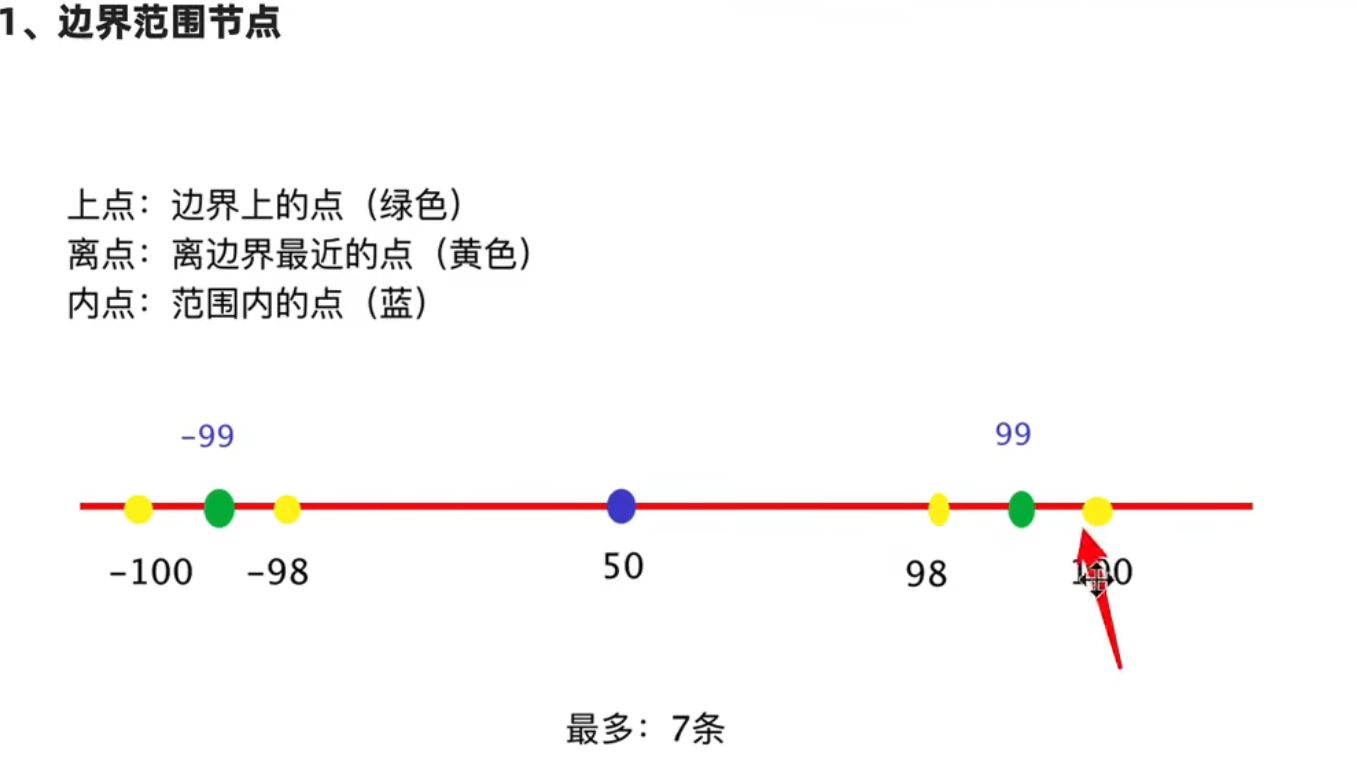 1、边界范围节点
上点：边界上的点（绿色）
离点：离边界最近的点（黄色）
内点：范围内的点（蓝）
-99
99
-100
-98
50
98
100
最多：7条